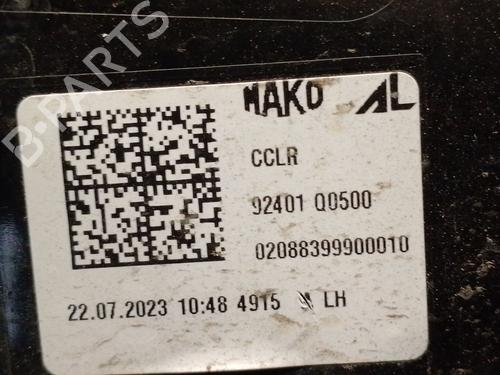 B-PARTS
MAKO AL
CCLR
92401 Q0500
02088399900010
22.07.2023 10:48 4915 LH